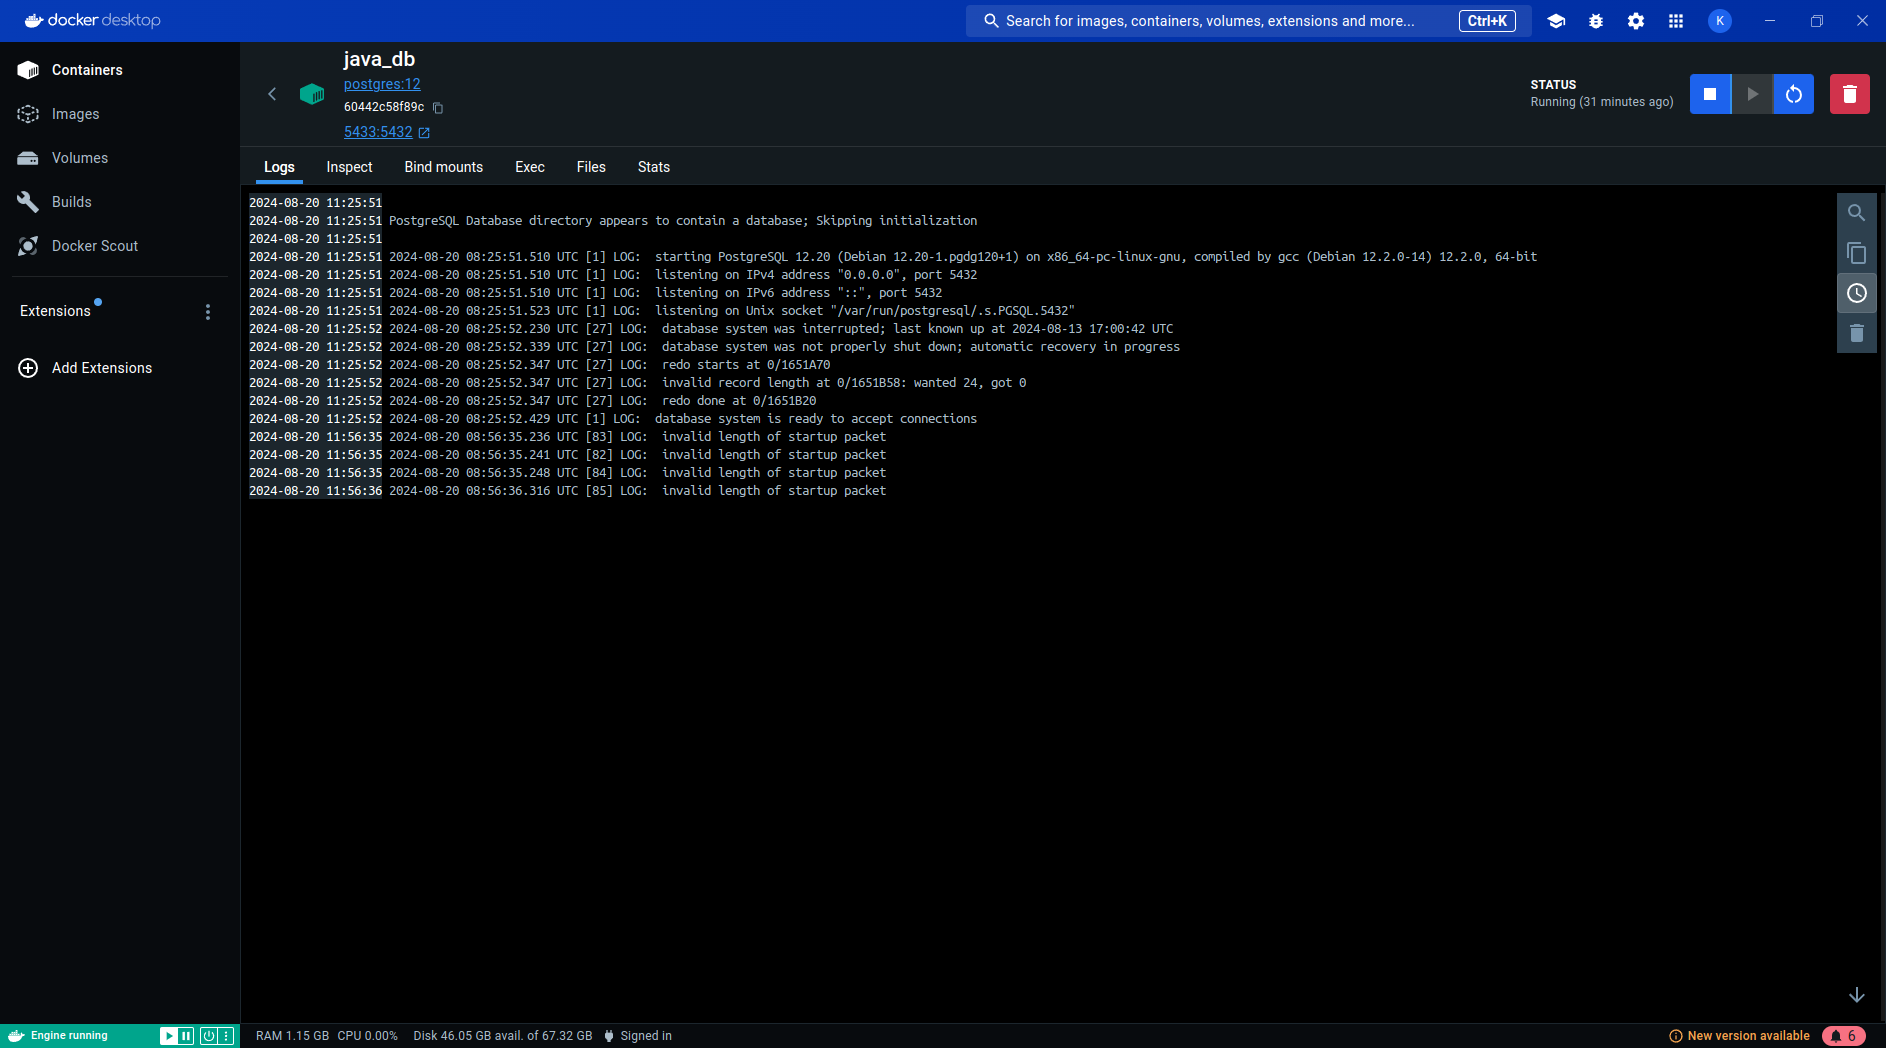 docker desktop
Search for images, containers, volumes, extensions and more...
Ctrl+K
K
Containers
Images
Volumes
Builds
Docker Scout
Extensions
Add Extensions
java_db
postgres:12
60442c58f89c
5433:5432
STATUS
Running (31 minutes ago)
Logs
Inspect
Bind mounts
Exec
Files
Stats
2024-08-20 11:25:51
2024-08-20 11:25:51 PostgreSQL Database directory appears to contain a database; Skipping initialization
2024-08-20 11:25:51
2024-08-20 11:25:51 2024-08-20 08:25:51.510 UTC [1] LOG:  starting PostgreSQL 12.20 (Debian 12.20-1.pgdg120+1) on x86_64-pc-linux-gnu, compiled by gcc (Debian 12.2.0-14) 12.2.0, 64-bit
2024-08-20 11:25:51 2024-08-20 08:25:51.510 UTC [1] LOG:  listening on IPv4 address "0.0.0.0", port 5432
2024-08-20 11:25:51 2024-08-20 08:25:51.510 UTC [1] LOG:  listening on IPv6 address "::", port 5432
2024-08-20 11:25:51 2024-08-20 08:25:51.523 UTC [1] LOG:  listening on Unix socket "/var/run/postgresql/.s.PGSQL.5432"
2024-08-20 11:25:52 2024-08-20 08:25:52.230 UTC [27] LOG:  database system was interrupted; last known up at 2024-08-13 17:00:42 UTC
2024-08-20 11:25:52 2024-08-20 08:25:52.339 UTC [27] LOG:  database system was not properly shut down; automatic recovery in progress
2024-08-20 11:25:52 2024-08-20 08:25:52.347 UTC [27] LOG:  redo starts at 0/1651A70
2024-08-20 11:25:52 2024-08-20 08:25:52.347 UTC [27] LOG:  invalid record length at 0/1651B58: wanted 24, got 0
2024-08-20 11:25:52 2024-08-20 08:25:52.347 UTC [27] LOG:  redo done at 0/1651B20
2024-08-20 11:25:52 2024-08-20 08:25:52.429 UTC [1] LOG:  database system is ready to accept connections
2024-08-20 11:56:35 2024-08-20 08:56:35.236 UTC [83] LOG:  invalid length of startup packet
2024-08-20 11:56:35 2024-08-20 08:56:35.241 UTC [82] LOG:  invalid length of startup packet
2024-08-20 11:56:35 2024-08-20 08:56:35.248 UTC [84] LOG:  invalid length of startup packet
2024-08-20 11:56:36 2024-08-20 08:56:36.316 UTC [85] LOG:  invalid length of startup packet
Engine running
RAM 1.15 GB CPU 0.00% Disk 46.05 GB avail. of 67.32 GB Signed in
New version available
6